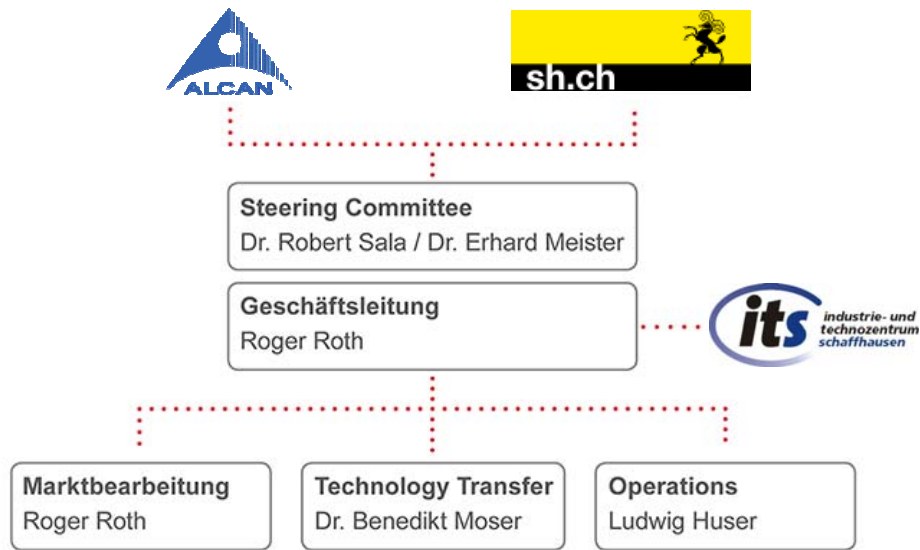 ALCAN
sh.ch
Steering Committee
Dr. Robert Sala / Dr. Erhard Meister
Geschäftsleitung
Roger Roth
its
industrie- und
technozentrum
schaffhausen
Marktbearbeitung
Roger Roth
Technology Transfer
Dr. Benedikt Moser
Operations
Ludwig Huser